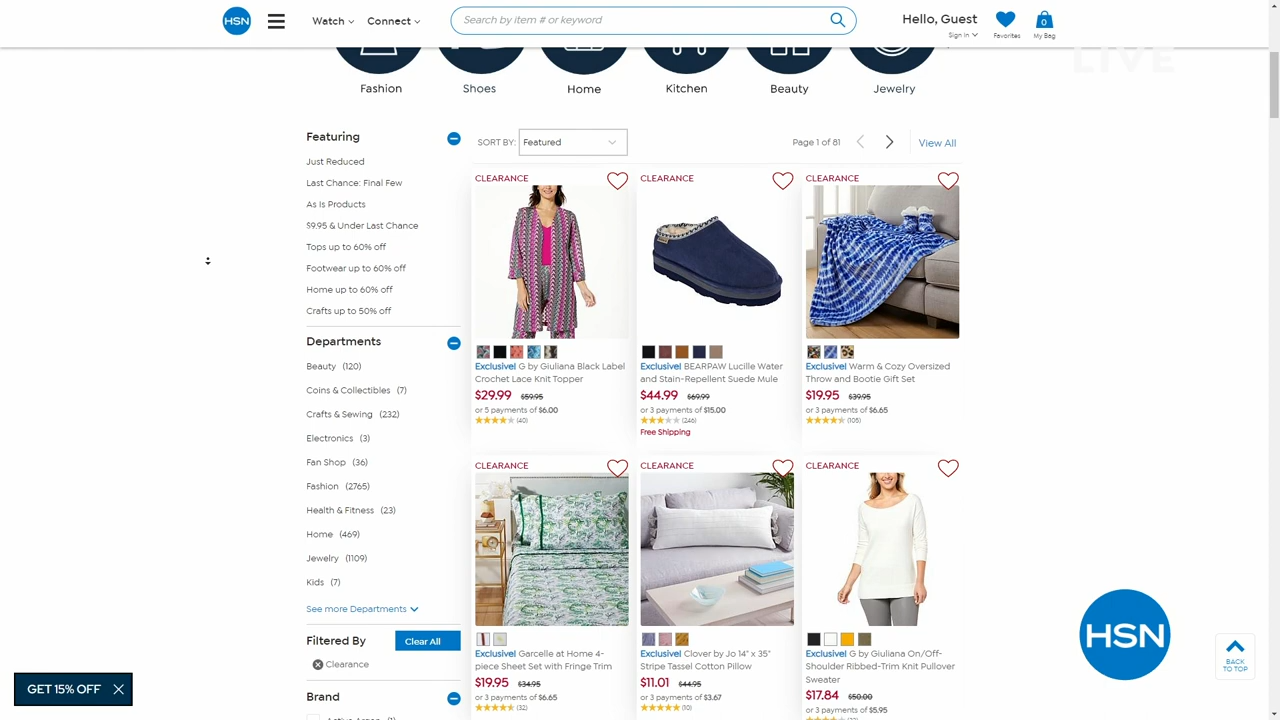 HSN
Watch
Connect
Search by item # or keyword
Hello, Guest
Sign In
Favorites
0
My Bag
LIVE
Fashion
Shoes
Home
Kitchen
Beauty
Jewelry
Featuring
Just Reduced
Last Chance: Final Few
As Is Products
$9.95 & Under Last Chance
Tops up to 60% off
Footwear up to 60% off
Home up to 60% off
Crafts up to 50% off
Departments
Beauty (120)
Coins & Collectibles (7)
Crafts & Sewing (232)
Electronics (3)
Fan Shop (36)
Fashion (2765)
Health & Fitness (23)
Home (469)
Jewelry (1109)
Kids (7)
See more Departments
Filtered By
Clear All
Clearance
Brand
SORT BY:
Featured
Page 1 of 81
View All
CLEARANCE
Exclusive! G by Giuliana Black Label
Crochet Lace Knit Topper
$29.99 $59.95
or 5 payments of $6.00
(40)
CLEARANCE
Exclusive! BEARPAW Lucille Water
and Stain-Repellent Suede Mule
$44.99 $69.99
or 3 payments of $15.00
(246)
Free Shipping
CLEARANCE
Exclusive! Warm & Cozy Oversized
Throw and Bootie Gift Set
$19.95 $39.95
or 3 payments of $6.65
(105)
CLEARANCE
Exclusive! Garcelle at Home 4-
piece Sheet Set with Fringe Trim
$19.95 $34.95
or 3 payments of $6.65
(32)
CLEARANCE
Exclusive! Clover by Jo 14" x 35"
Stripe Tassel Cotton Pillow
$11.01 $44.95
or 3 payments of $3.67
(10)
CLEARANCE
Exclusive! G by Giuliana On/Off-
Shoulder Ribbed-Trim Knit Pullover
Sweater
$17.84 $50.00
or 3 payments of $5.95
GET 15% OFF
HSN
BACK
TO TOP